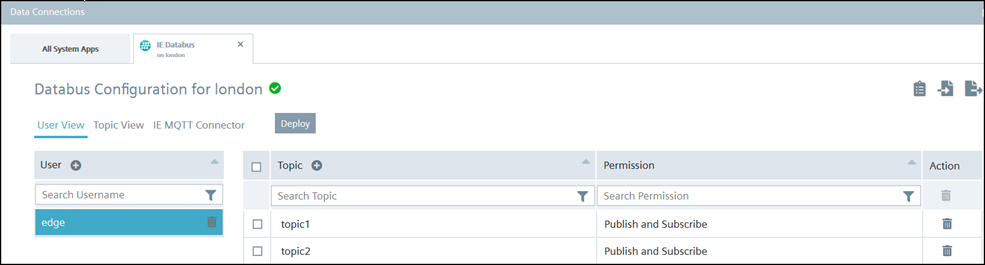 Data Connections
All System Apps
IE Databus
on london
Databus Configuration for london
User View Topic View IE MQTT Connector Deploy
User Topic Permission Action
Search Username Search Topic Search Permission
edge topic1 Publish and Subscribe
topic2 Publish and Subscribe